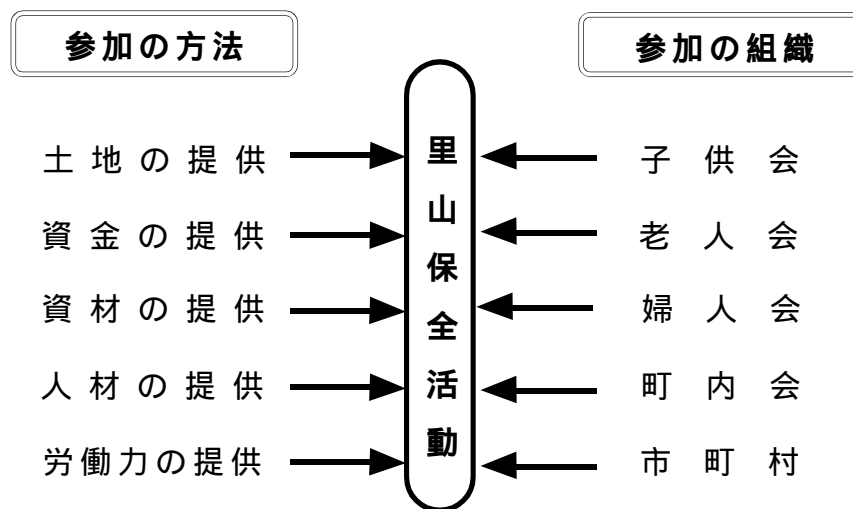 参加の方法
参加の組織
里山保全活動
土地の提供
子供会
資金の提供
老人会
資材の提供
婦人会
人材の提供
町内会
労働力の提供
市町村